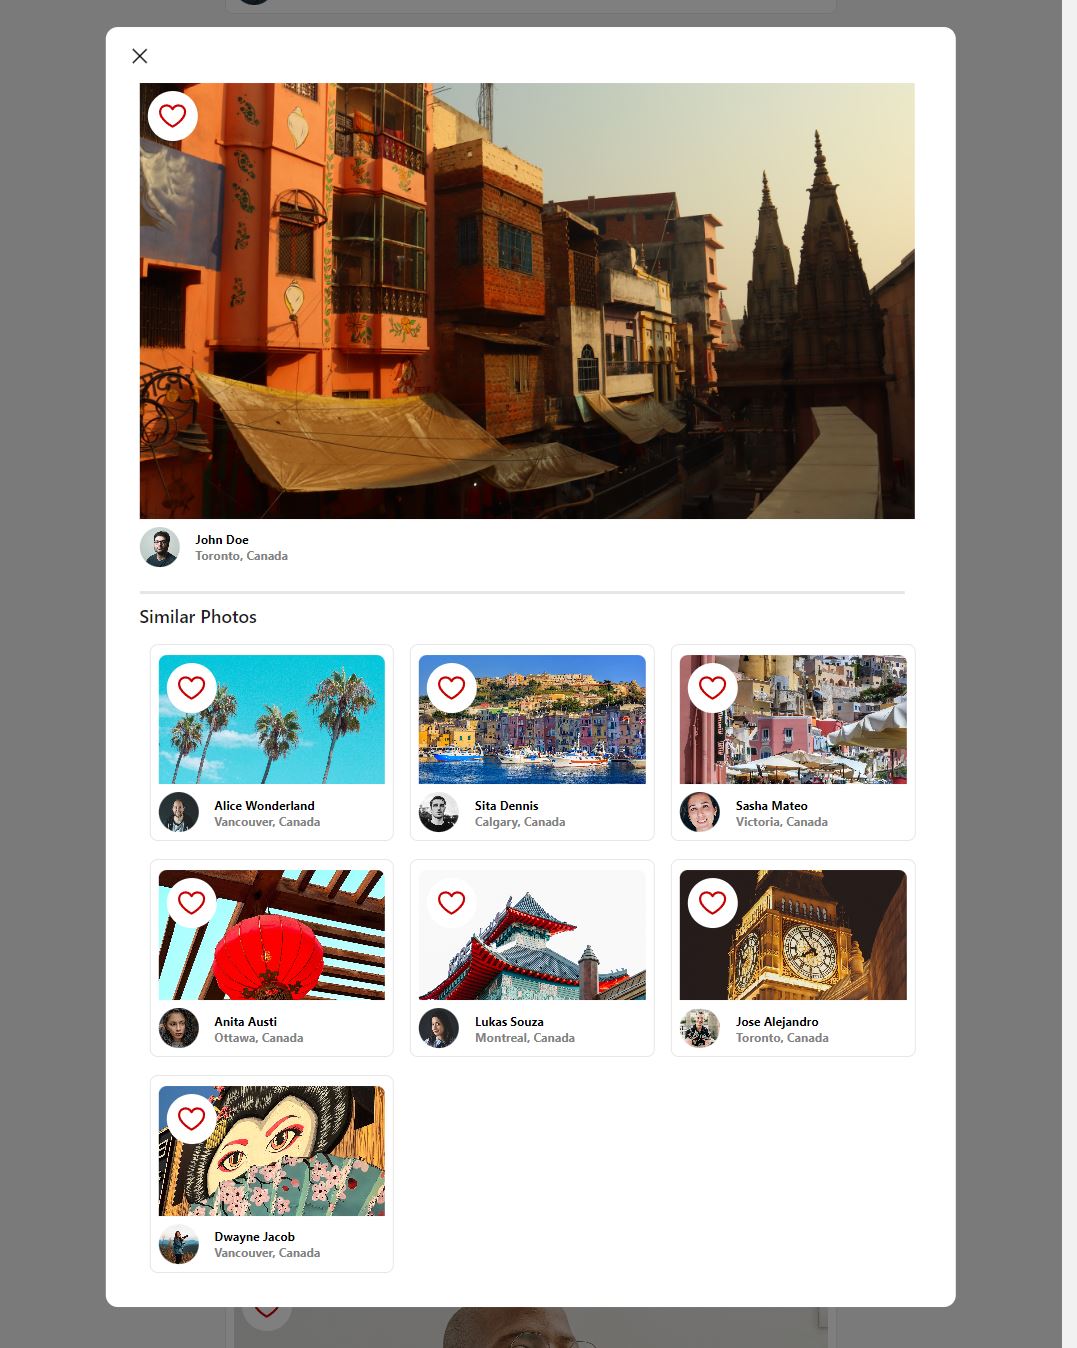 John Doe
Toronto, Canada
Similar Photos
Alice Wonderland
Vancouver, Canada
Sita Dennis
Calgary, Canada
Sasha Mateo
Victoria, Canada
Anita Austi
Ottawa, Canada
Lukas Souza
Montreal, Canada
Jose Alejandro
Toronto, Canada
Dwayne Jacob
Vancouver, Canada